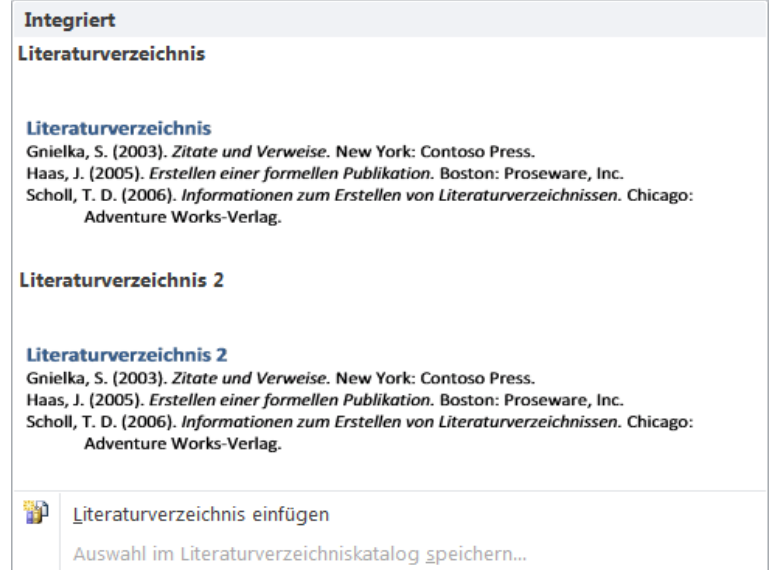 Integriert
Literaturverzeichnis
Literaturverzeichnis
Gnielka, S. (2003). Zitate und Verweise. New York: Contoso Press.
Haas, J. (2005). Erstellen einer formellen Publikation. Boston: Proseware, Inc.
Scholl, T. D. (2006). Informationen zum Erstellen von Literaturverzeichnissen. Chicago:
Adventure Works-Verlag.
Literaturverzeichnis 2
Literaturverzeichnis 2
Gnielka, S. (2003). Zitate und Verweise. New York: Contoso Press.
Haas, J. (2005). Erstellen einer formellen Publikation. Boston: Proseware, Inc.
Scholl, T. D. (2006). Informationen zum Erstellen von Literaturverzeichnissen. Chicago:
Adventure Works-Verlag.
Literaturverzeichnis einfügen
Auswahl im Literaturverzeichniskatalog speichern...